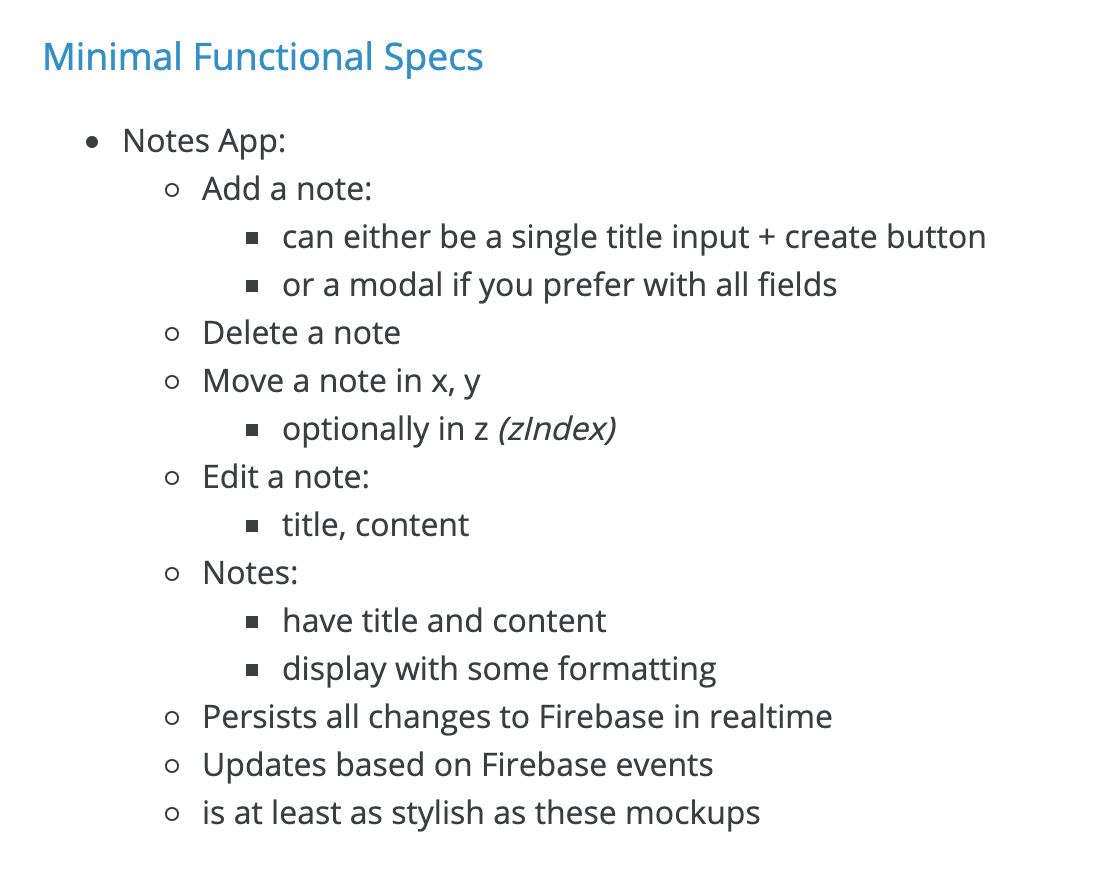 Minimal Functional Specs
Notes App:
Add a note:
can either be a single title input + create button
or a modal if you prefer with all fields
Delete a note
Move a note in x, y
optionally in z (zIndex)
Edit a note:
title, content
Notes:
have title and content
display with some formatting
Persists all changes to Firebase in realtime
Updates based on Firebase events
is at least as stylish as these mockups